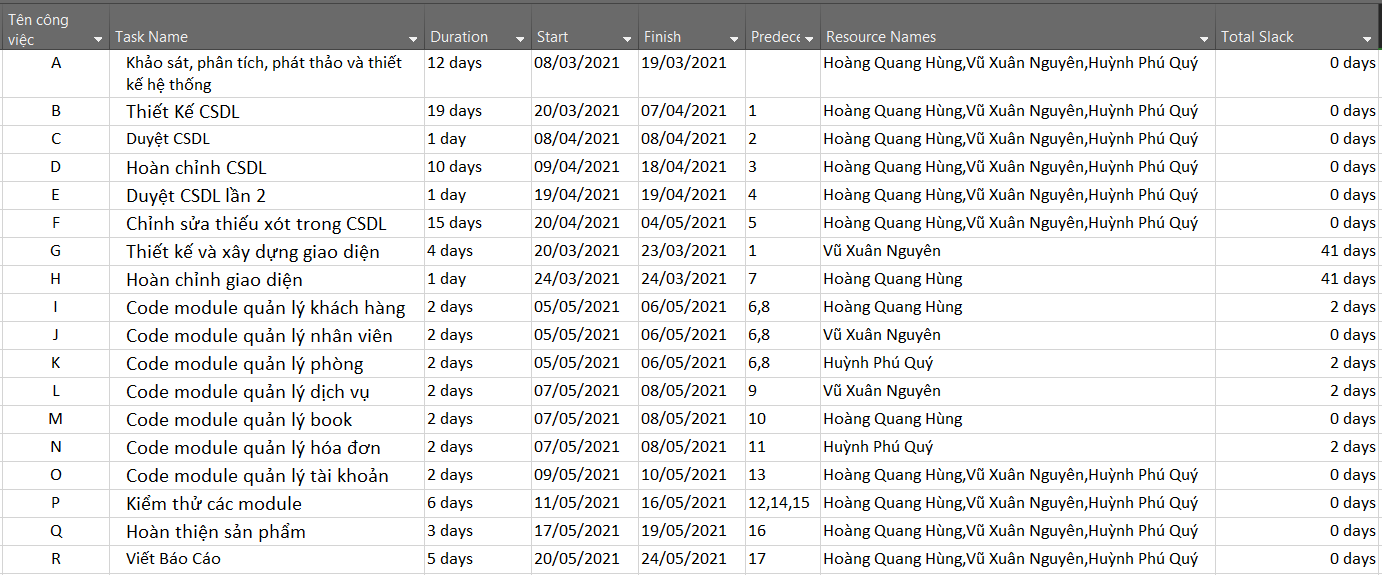 Tên công việc Task Name Duration Start Finish Predece Resource Names Total Slack
A Khảo sát, phân tích, phát thảo và thiết kế hệ thống 12 days 08/03/2021 19/03/2021 Hoàng Quang Hùng,Vũ Xuân Nguyên,Huỳnh Phú Quý 0 days
B Thiết Kế CSDL 19 days 20/03/2021 07/04/2021 1 Hoàng Quang Hùng,Vũ Xuân Nguyên,Huỳnh Phú Quý 0 days
C Duyệt CSDL 1 day 08/04/2021 08/04/2021 2 Hoàng Quang Hùng,Vũ Xuân Nguyên,Huỳnh Phú Quý 0 days
D Hoàn chỉnh CSDL 10 days 09/04/2021 18/04/2021 3 Hoàng Quang Hùng,Vũ Xuân Nguyên,Huỳnh Phú Quý 0 days
E Duyệt CSDL lần 2 1 day 19/04/2021 19/04/2021 4 Hoàng Quang Hùng,Vũ Xuân Nguyên,Huỳnh Phú Quý 0 days
F Chỉnh sửa thiếu xót trong CSDL 15 days 20/04/2021 04/05/2021 5 Hoàng Quang Hùng,Vũ Xuân Nguyên,Huỳnh Phú Quý 0 days
G Thiết kế và xây dựng giao diện 4 days 20/03/2021 23/03/2021 1 Vũ Xuân Nguyên 41 days
H Hoàn chỉnh giao diện 1 day 24/03/2021 24/03/2021 7 Hoàng Quang Hùng 41 days
I Code module quản lý khách hàng 2 days 05/05/2021 06/05/2021 6,8 Hoàng Quang Hùng 2 days
J Code module quản lý nhân viên 2 days 05/05/2021 06/05/2021 6,8 Vũ Xuân Nguyên 0 days
K Code module quản lý phòng 2 days 05/05/2021 06/05/2021 6,8 Huỳnh Phú Quý 2 days
L Code module quản lý dịch vụ 2 days 07/05/2021 08/05/2021 9 Vũ Xuân Nguyên 2 days
M Code module quản lý book 2 days 07/05/2021 08/05/2021 10 Hoàng Quang Hùng 0 days
N Code module quản lý hóa đơn 2 days 07/05/2021 08/05/2021 11 Huỳnh Phú Quý 2 days
O Code module quản lý tài khoản 2 days 09/05/2021 10/05/2021 13 Hoàng Quang Hùng,Vũ Xuân Nguyên,Huỳnh Phú Quý 0 days
P Kiểm thử các module 6 days 11/05/2021 16/05/2021 12,14,15 Hoàng Quang Hùng,Vũ Xuân Nguyên,Huỳnh Phú Quý 0 days
Q Hoàn thiện sản phẩm 3 days 17/05/2021 19/05/2021 16 Hoàng Quang Hùng,Vũ Xuân Nguyên,Huỳnh Phú Quý 0 days
R Viết Báo Cáo 5 days 20/05/2021 24/05/2021 17 Hoàng Quang Hùng,Vũ Xuân Nguyên,Huỳnh Phú Quý 0 days